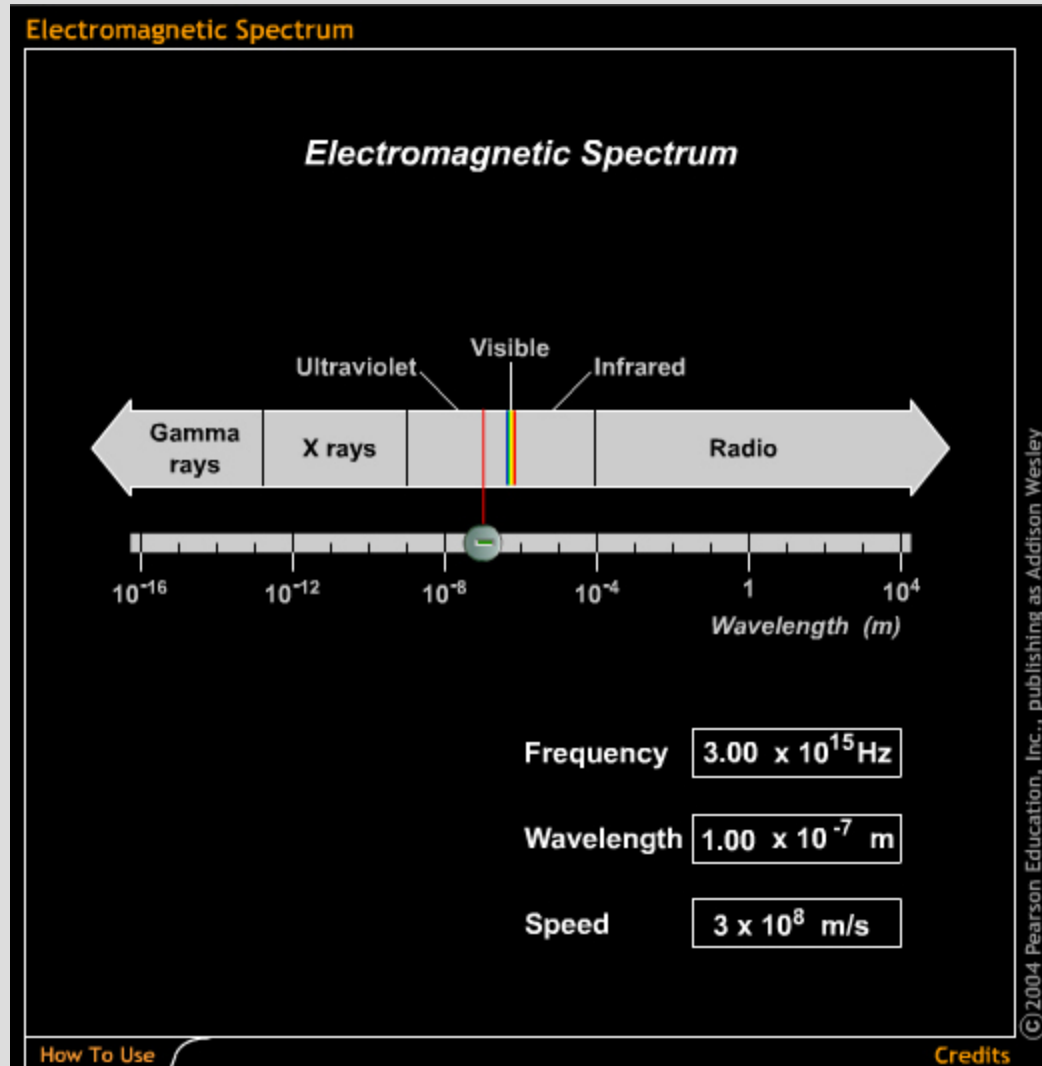 Electromagnetic Spectrum
Electromagnetic Spectrum
Visible
Ultraviolet
Infrared
Gamma
rays
X rays
Radio
10⁻¹⁶ 10⁻¹² 10⁻⁸ 10⁻⁴ 1 10⁴
Wavelength (m)
Frequency 3.00 x 10¹⁵Hz
Wavelength 1.00 x 10⁻⁷ m
Speed 3 x 10⁸ m/s
How To Use
Credits
©2004 Pearson Education, Inc., publishing as Addison Wesley